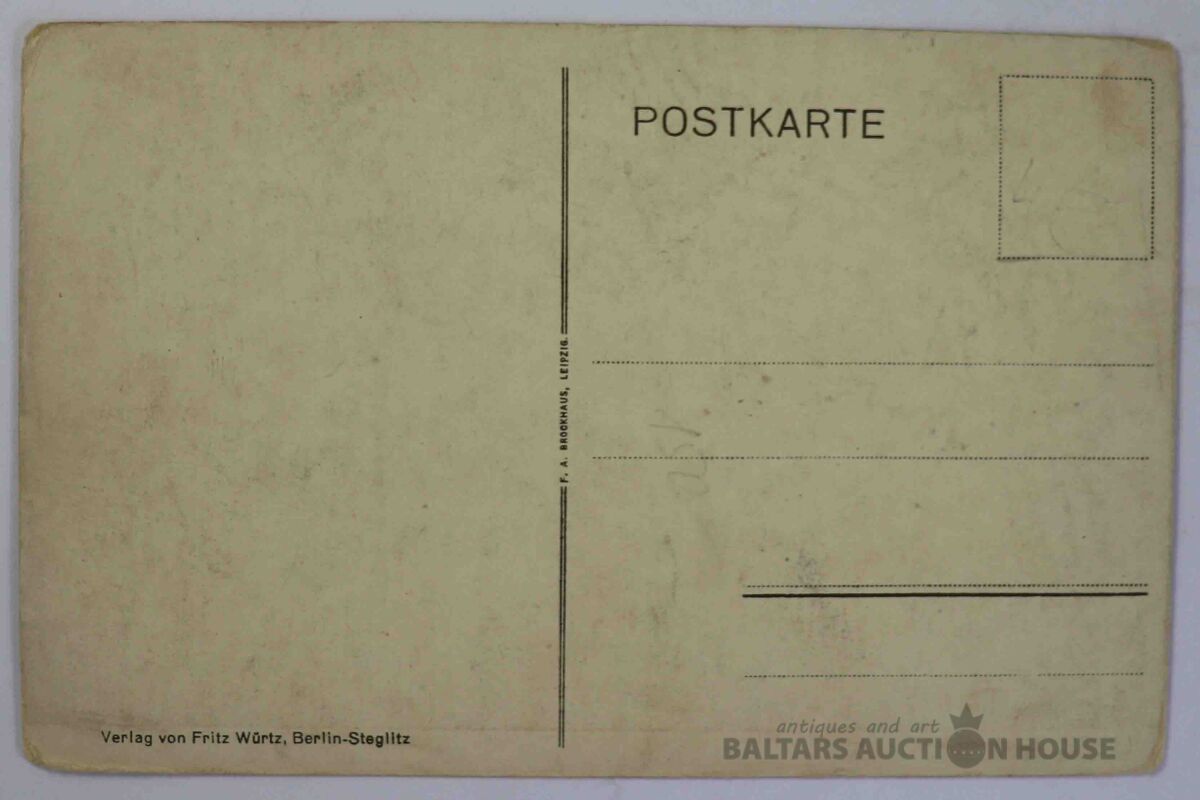 POSTKARTE
F. A. BROCKHAUS, LEIPZIG.
Verlag von Fritz Würtz, Berlin-Steglitz
antiques and art
BALTARS AUCTION HOUSE